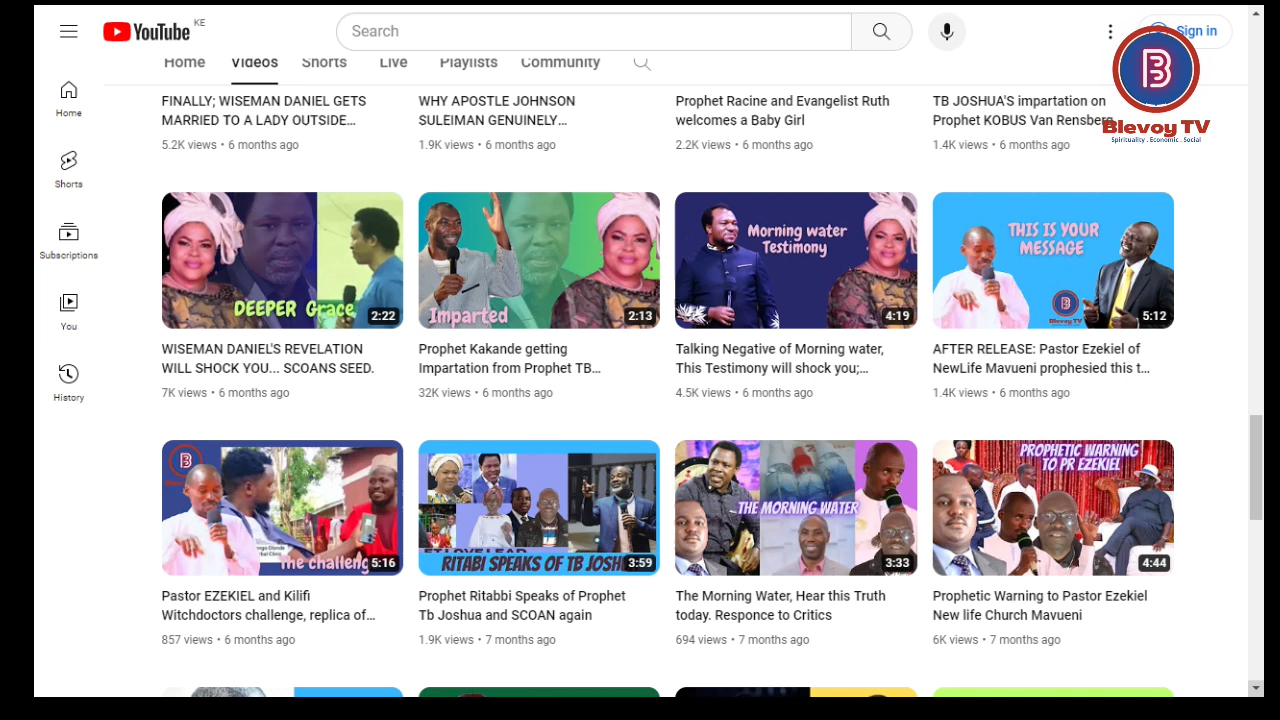 YouTube
KE
Search
Sign in
Home
Shorts
Subscriptions
You
History
Home Videos Shorts Live Playlists Community
B
Blevoy TV
Spirituality . Economic . Social
FINALLY; WISEMAN DANIEL GETS
MARRIED TO A LADY OUTSIDE...
5.2K views • 6 months ago
WHY APOSTLE JOHNSON
SULEIMAN GENUINELY...
1.9K views • 6 months ago
Prophet Racine and Evangelist Ruth
welcomes a Baby Girl
2.2K views • 6 months ago
TB JOSHUA'S impartation on
Prophet KOBUS Van Rensberg
1.4K views • 6 months ago
DEEPER Grace
2:22
WISEMAN DANIEL'S REVELATION
WILL SHOCK YOU... SCOANS SEED.
7K views • 6 months ago
Imparted
2:13
Prophet Kakande getting
Impartation from Prophet TB...
32K views • 6 months ago
Morning water
Testimony
4:19
Talking Negative of Morning water,
This Testimony will shock you;...
4.5K views • 6 months ago
THIS IS YOUR
MESSAGE
B
Blevoy TV
5:12
AFTER RELEASE: Pastor Ezekiel of
NewLife Mavueni prophesied this t...
1.4K views • 6 months ago
B
The challeng
5:16
Pastor EZEKIEL and Kilifi
Witchdoctors challenge, replica of...
857 views • 6 months ago
RITABI SPEAKS OF TB JOSH
3:59
Prophet Ritabbi Speaks of Prophet
Tb Joshua and SCOAN again
1.9K views • 7 months ago
THE MORNING WATER
3:33
The Morning Water, Hear this Truth
today. Responce to Critics
694 views • 7 months ago
PROPHETIC WARNING
TO PR EZEKIEL
4:44
Prophetic Warning to Pastor Ezekiel
New life Church Mavueni
6K views • 7 months ago